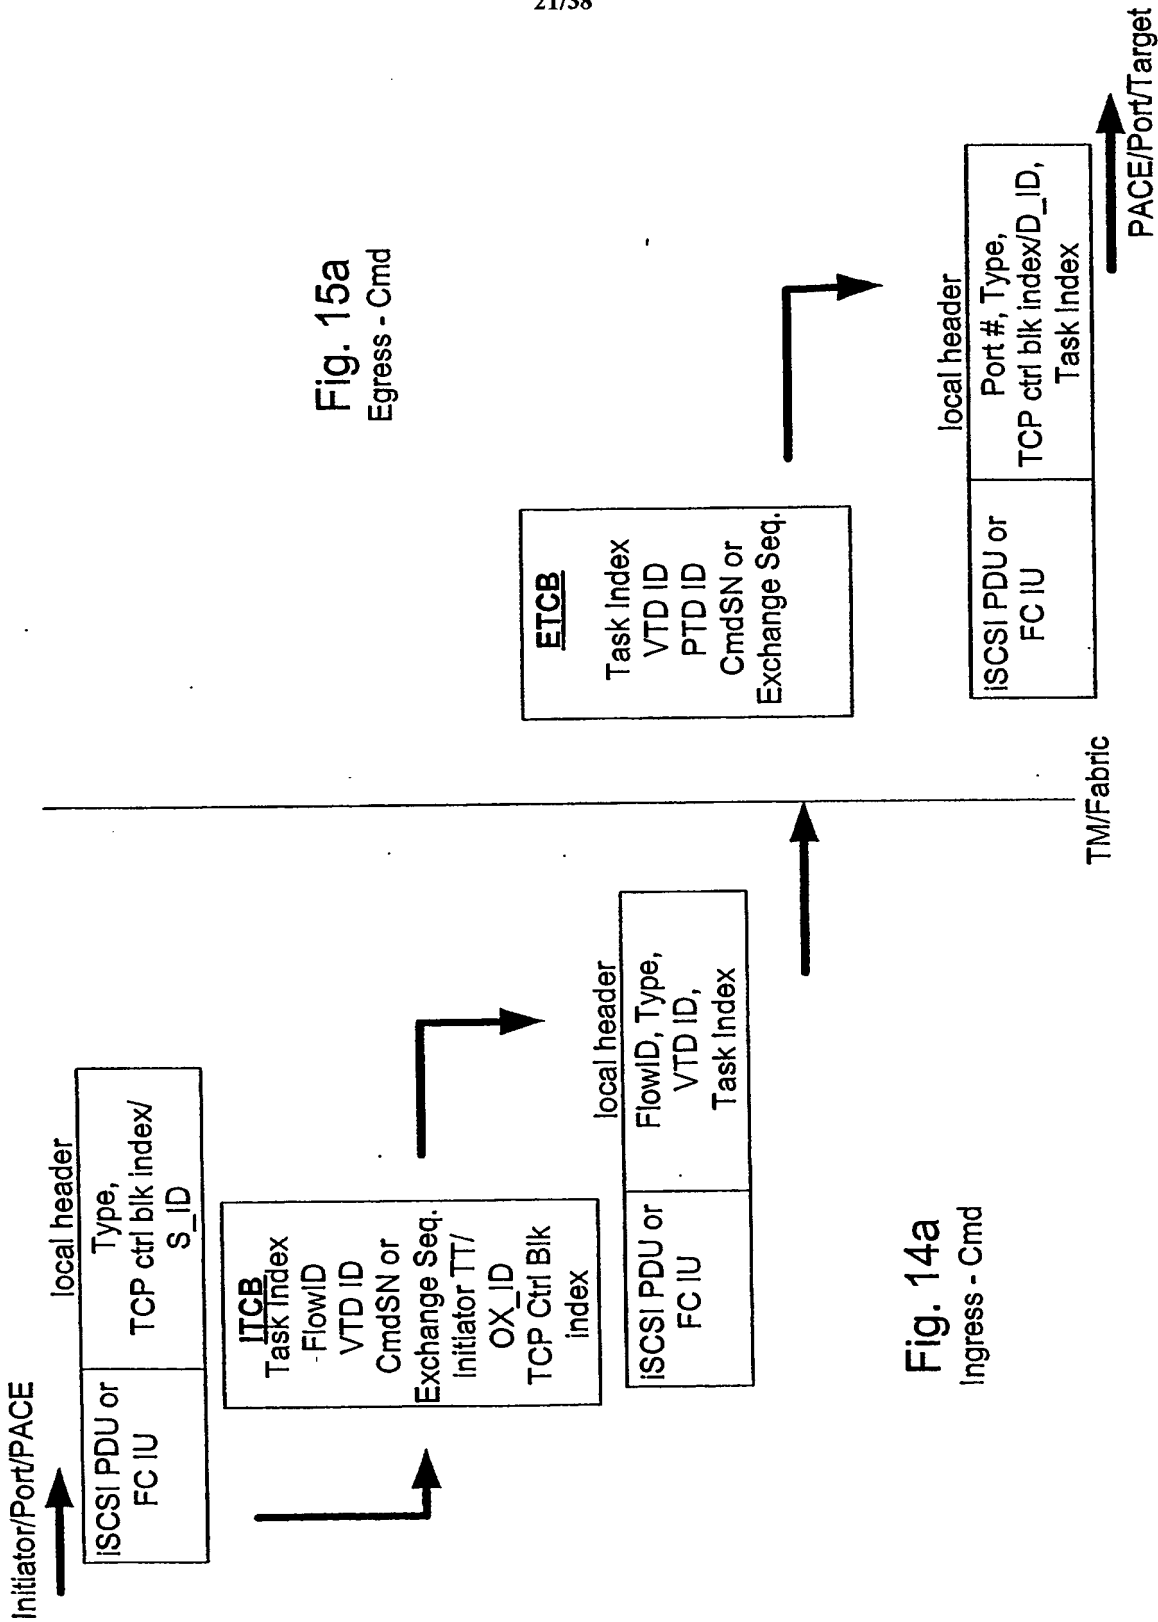 21/38
Initiator/Port/PACE
local header
iSCSI PDU or
FC IU
Type,
TCP ctrl blk index/
S_ID
ITCB
Task Index
FlowID
VTD ID
CmdSN or
Exchange Seq.
Initiator TT/
OX_ID
TCP Ctrl Blk
index
local header
iSCSI PDU or
FC IU
FlowID, Type,
VTD ID,
Task Index
Fig. 14a
Ingress - Cmd
TM/Fabric
Fig. 15a
Egress - Cmd
ETCB
Task Index
VTD ID
PTD ID
CmdSN or
Exchange Seq.
local header
iSCSI PDU or
FC IU
Port #, Type,
TCP ctrl blk index/D_ID,
Task Index
PACE/Port/Target